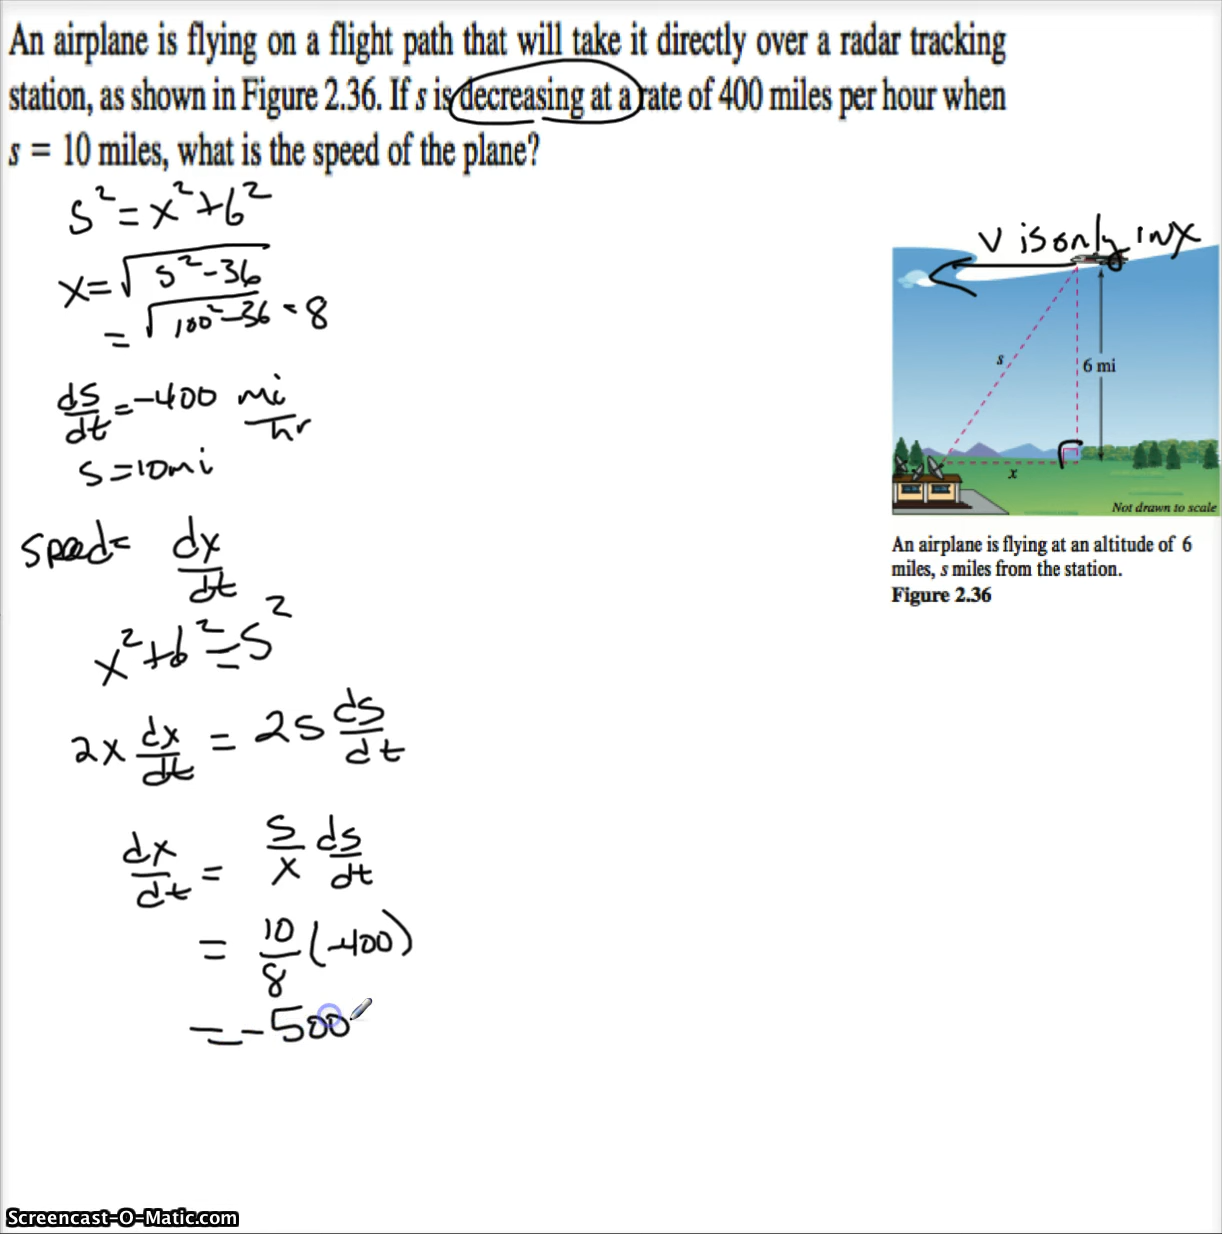 An airplane is flying on a flight path that will take it directly over a radar tracking
station, as shown in Figure 2.36. If s is decreasing at a rate of 400 miles per hour when
s = 10 miles, what is the speed of the plane?
s² = x² + 6²
x = √(s² - 36)
= √(100² - 36 = 8
ds/dt = -400 mi/hr
s = 10mi
speed = dx/dt
x² + 6² = s²
2x dx/dt = 2s ds/dt
dx/dt = s/x ds/dt
= 10/8 (-400)
= -500
V is only in x
s
6 mi
x
Not drawn to scale
An airplane is flying at an altitude of 6
miles, s miles from the station.
Figure 2.36
Screencast-O-Matic.com